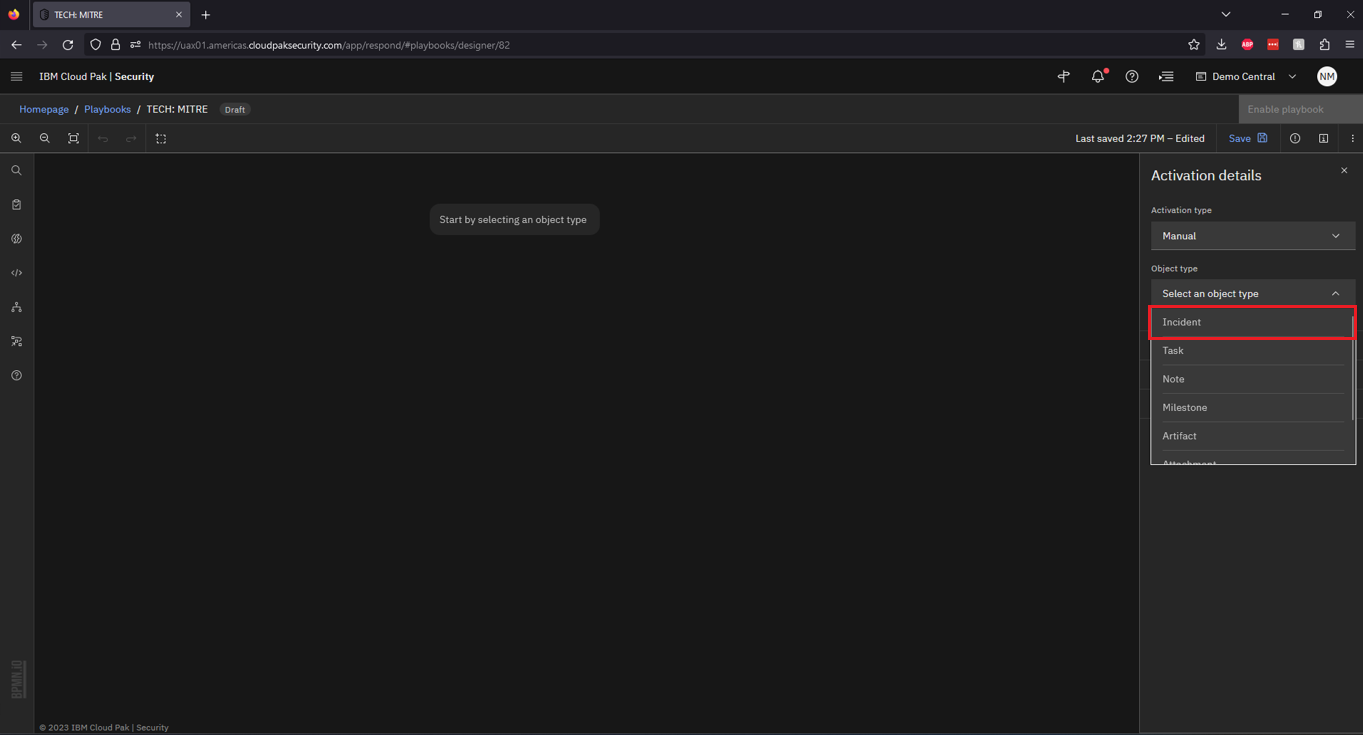 TECH: MITRE
https://uax01.americas.cloudpaksecurity.com/app/respond/#playbooks/designer/82
ABP
IBM Cloud Pak | Security
Demo Central
NM
Homepage / Playbooks / TECH: MITRE Draft
Enable playbook
Last saved 2:27 PM – Edited
Save
Activation details
Start by selecting an object type
Activation type
Manual
Object type
Select an object type
Incident
Task
Note
Milestone
Artifact
Attachment
BPMN.iO
© 2023 IBM Cloud Pak | Security